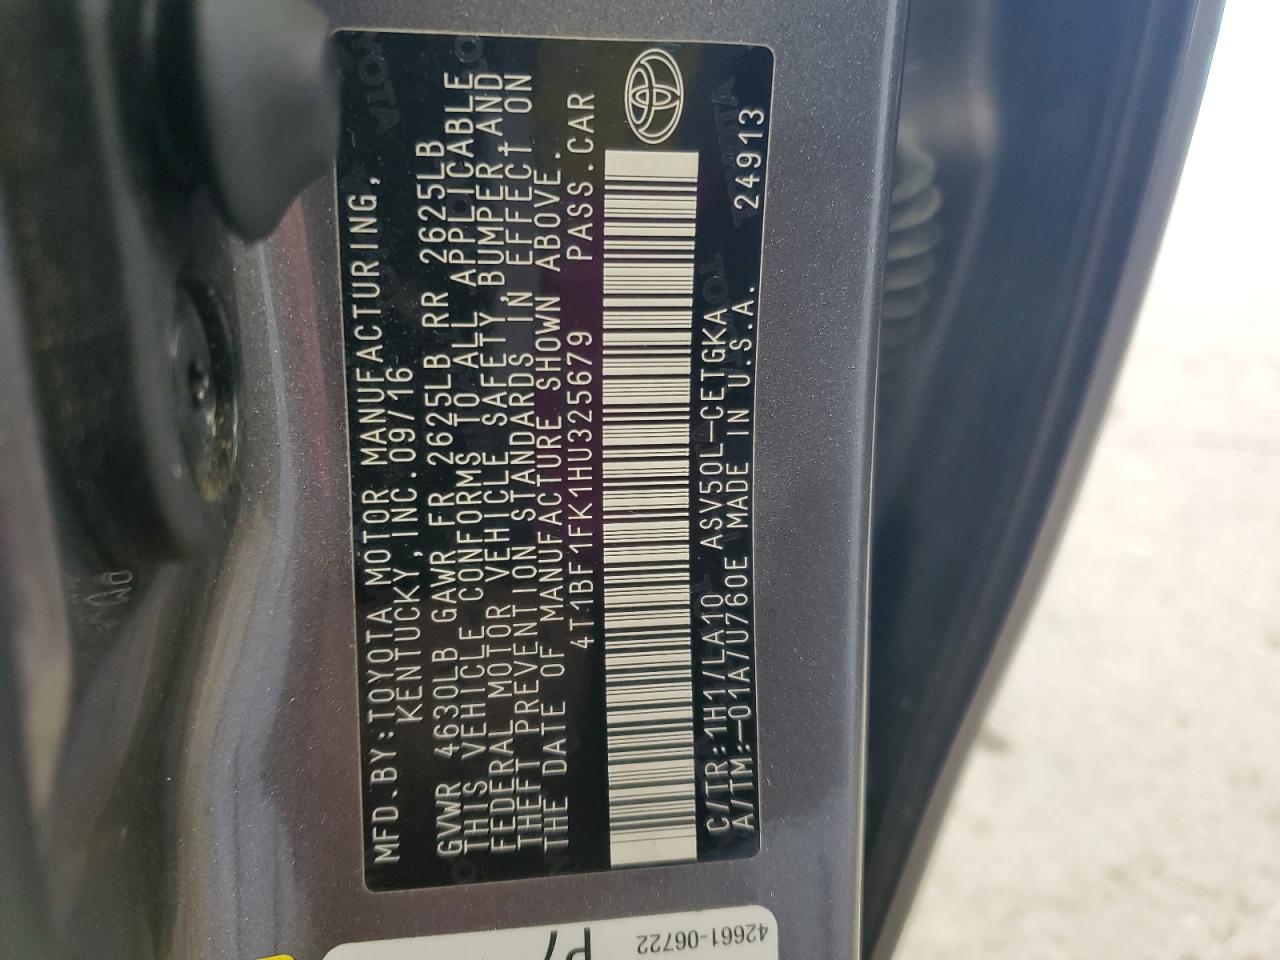 MFD.BY:TOYOTA MOTOR MANUFACTURING,
KENTUCKY,INC.09/16
GVWR 4630LB GAWR FR 2625LB RR 2625LB
THIS VEHICLE CONFORMS TO ALL APPLICABLE
FEDERAL MOTOR VEHICLE SAFETY,BUMPER,AND
THEFT PREVENTION STANDARDS IN EFFECT ON
THE DATE OF MANUFACTURE SHOWN ABOVE.
4T1BF1FK1HU325679 PASS.CAR
C/TR:1H1/LA10 ASV50L-CETGKA
A/TM:-01A/U760E MADE IN U.S.A. 24913
42661-06722